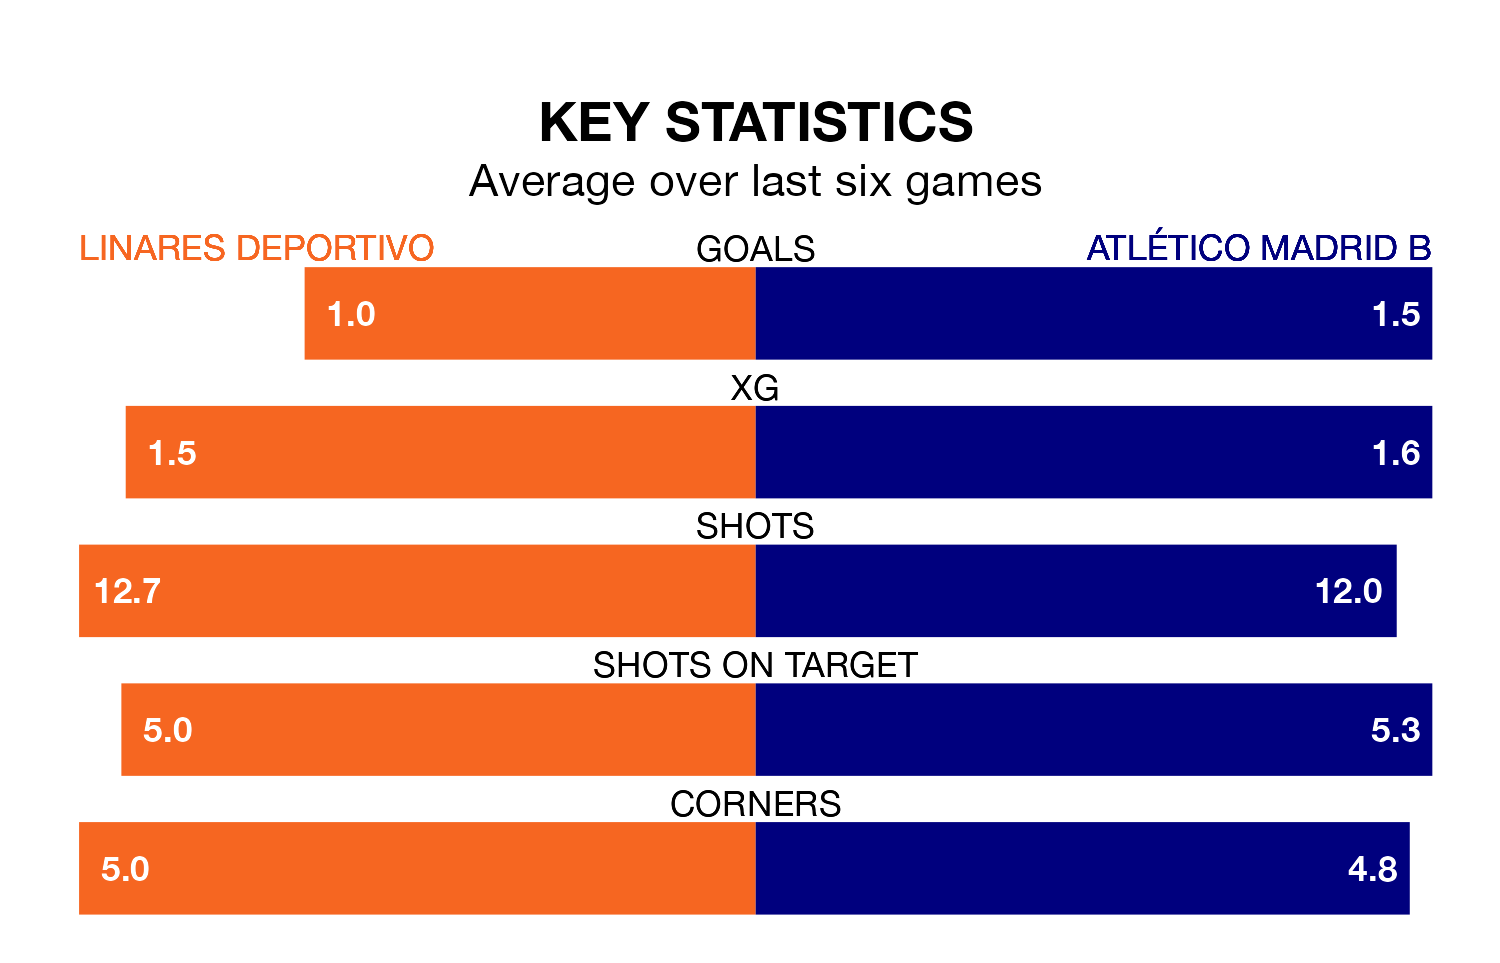 KEY STATISTICS
Average over last six games
LINARES DEPORTIVO GOALS ATLÉTICO MADRID B
1.0 1.5
XG
1.5 1.6
SHOTS
12.7 12.0
SHOTS ON TARGET
5.0 5.3
CORNERS
5.0 4.8